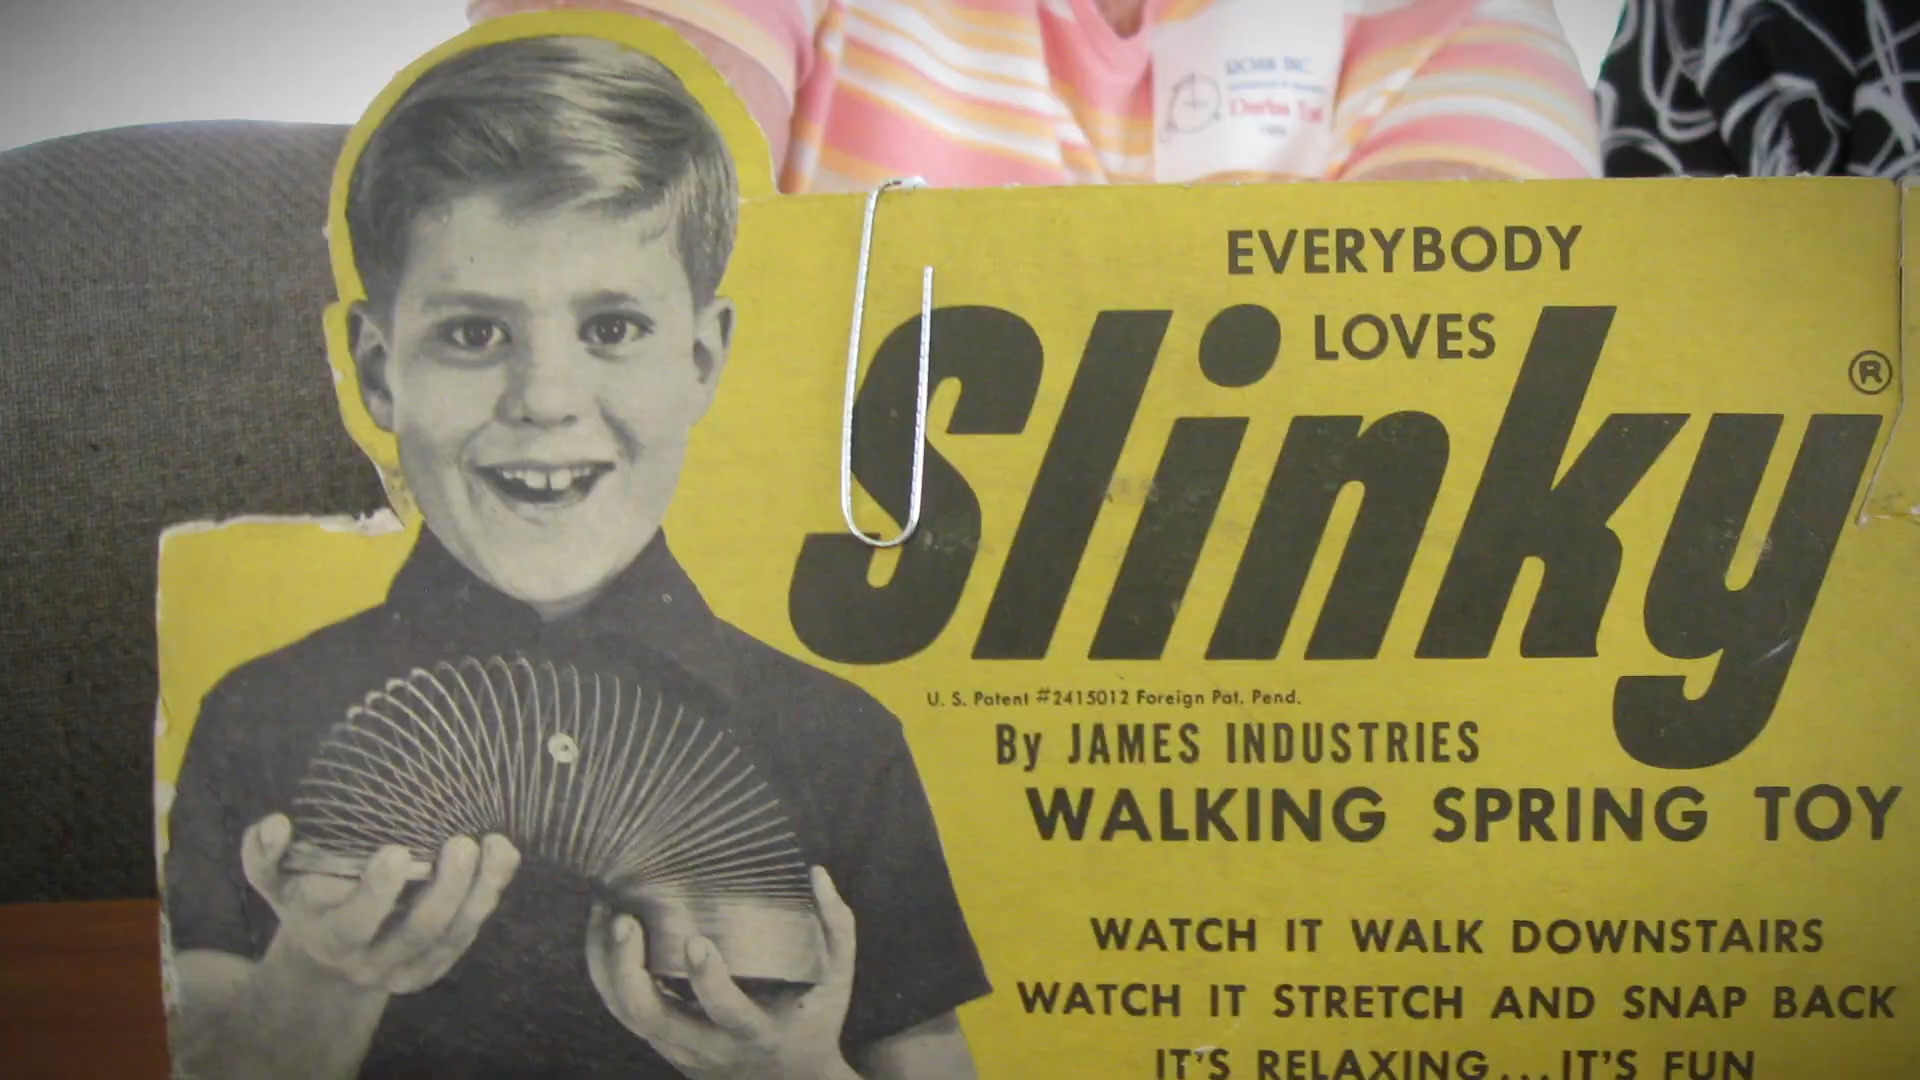 EVERYBODY
LOVES
Slinky®
U. S. Patent #2415012 Foreign Pat. Pend.
By JAMES INDUSTRIES
WALKING SPRING TOY
WATCH IT WALK DOWNSTAIRS
WATCH IT STRETCH AND SNAP BACK
IT'S RELAXING...IT'S FUN